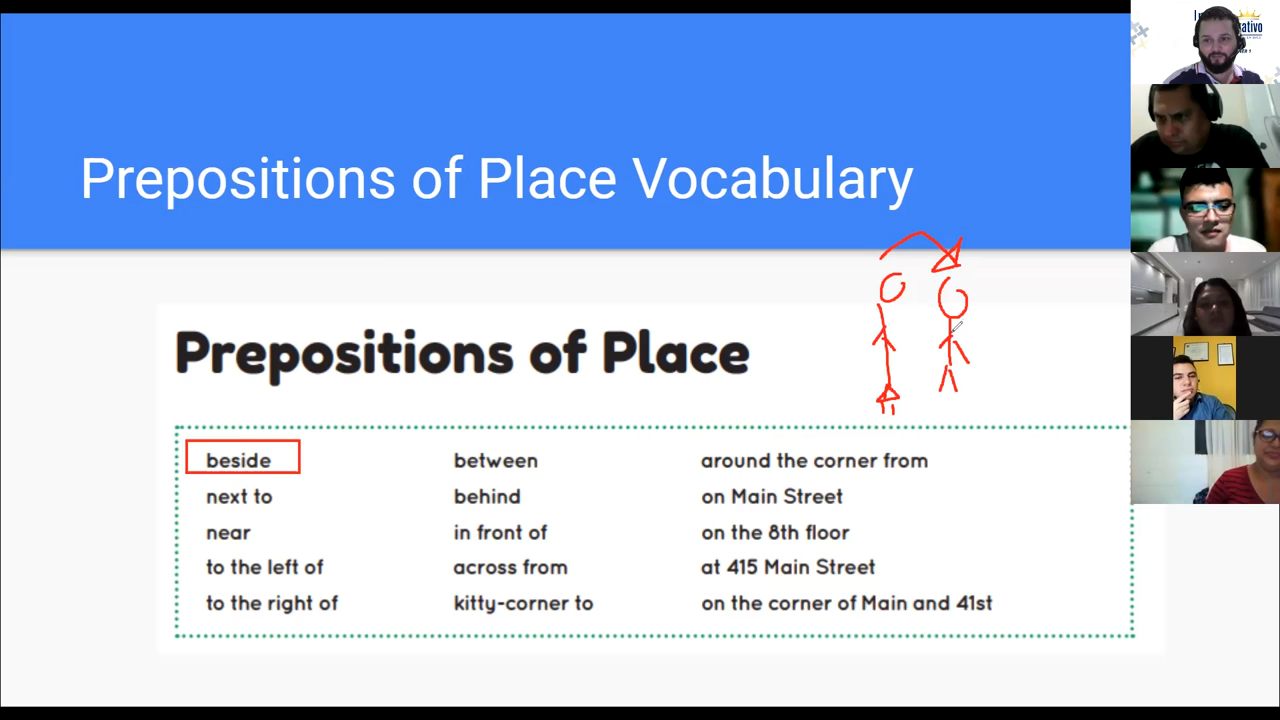 Prepositions of Place Vocabulary
Prepositions of Place
beside between around the corner from
next to behind on Main Street
near in front of on the 8th floor
to the left of across from at 415 Main Street
to the right of kitty-corner to on the corner of Main and 41st